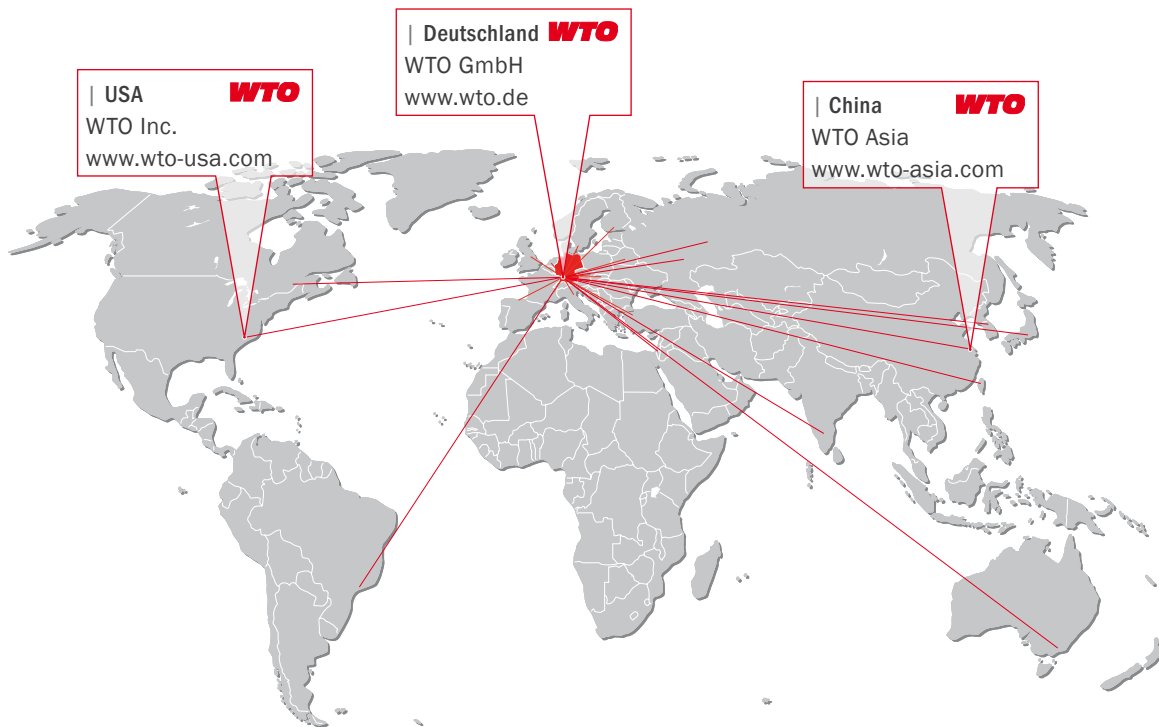 | USA WTO
WTO Inc.
www.wto-usa.com
| Deutschland WTO
WTO GmbH
www.wto.de
| China WTO
WTO Asia
www.wto-asia.com